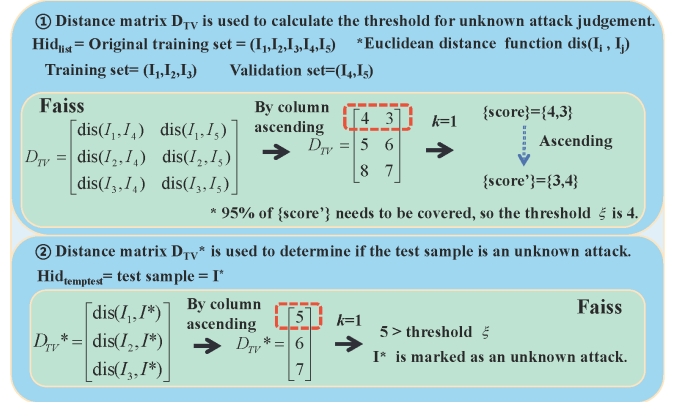 ① Distance matrix D_TV is used to calculate the threshold for unknown attack judgement.
Hid_list= Original training set = (I₁,I₂,I₃,I₄,I₅) *Euclidean distance function dis(I_i , I_j)
Training set= (I₁,I₂,I₃) Validation set=(I₄,I₅)
Faiss
D_TV = [dis(I₁,I₄) dis(I₁,I₅)
dis(I₂,I₄) dis(I₂,I₅)
dis(I₃,I₄) dis(I₃,I₅)]
By column
ascending
D_TV = [4 3
5 6
8 7]
k=1
{score}={4,3}
Ascending
{score'}={3,4}
* 95% of {score'} needs to be covered, so the threshold ξ is 4.
② Distance matrix D_TV* is used to determine if the test sample is an unknown attack.
Hid_temptest= test sample = I*
D_TV* = [dis(I₁,I*)
dis(I₂,I*)
dis(I₃,I*)]
By column
ascending
D_TV* = [5
6
7]
k=1
Faiss
5 > threshold ξ
I* is marked as an unknown attack.